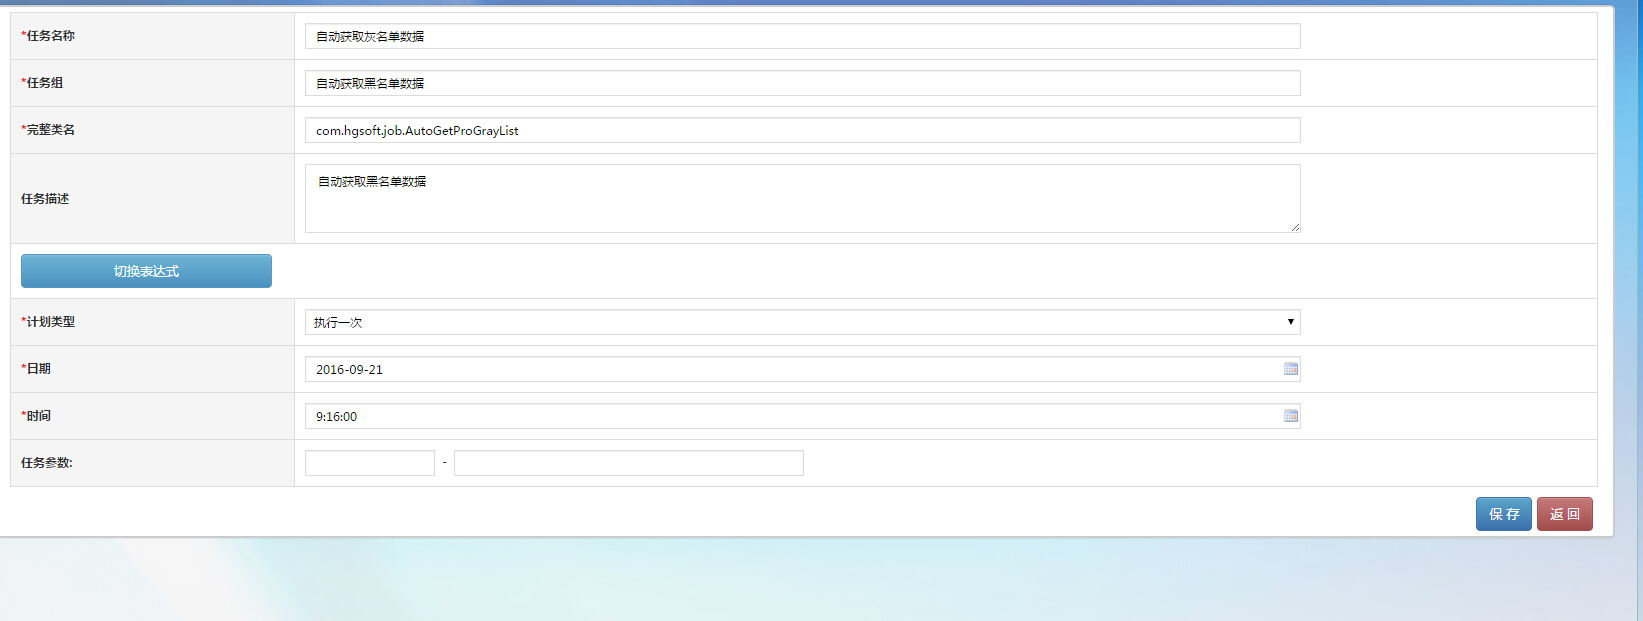 *任务名称 自动获取灰名单数据
*任务组 自动获取黑名单数据
*完整类名 com.hgsoft.job.AutoGetProGrayList
任务描述 自动获取黑名单数据
切换表达式
*计划类型 执行一次
*日期 2016-09-21
*时间 9:16:00
任务参数: -
保 存 返 回